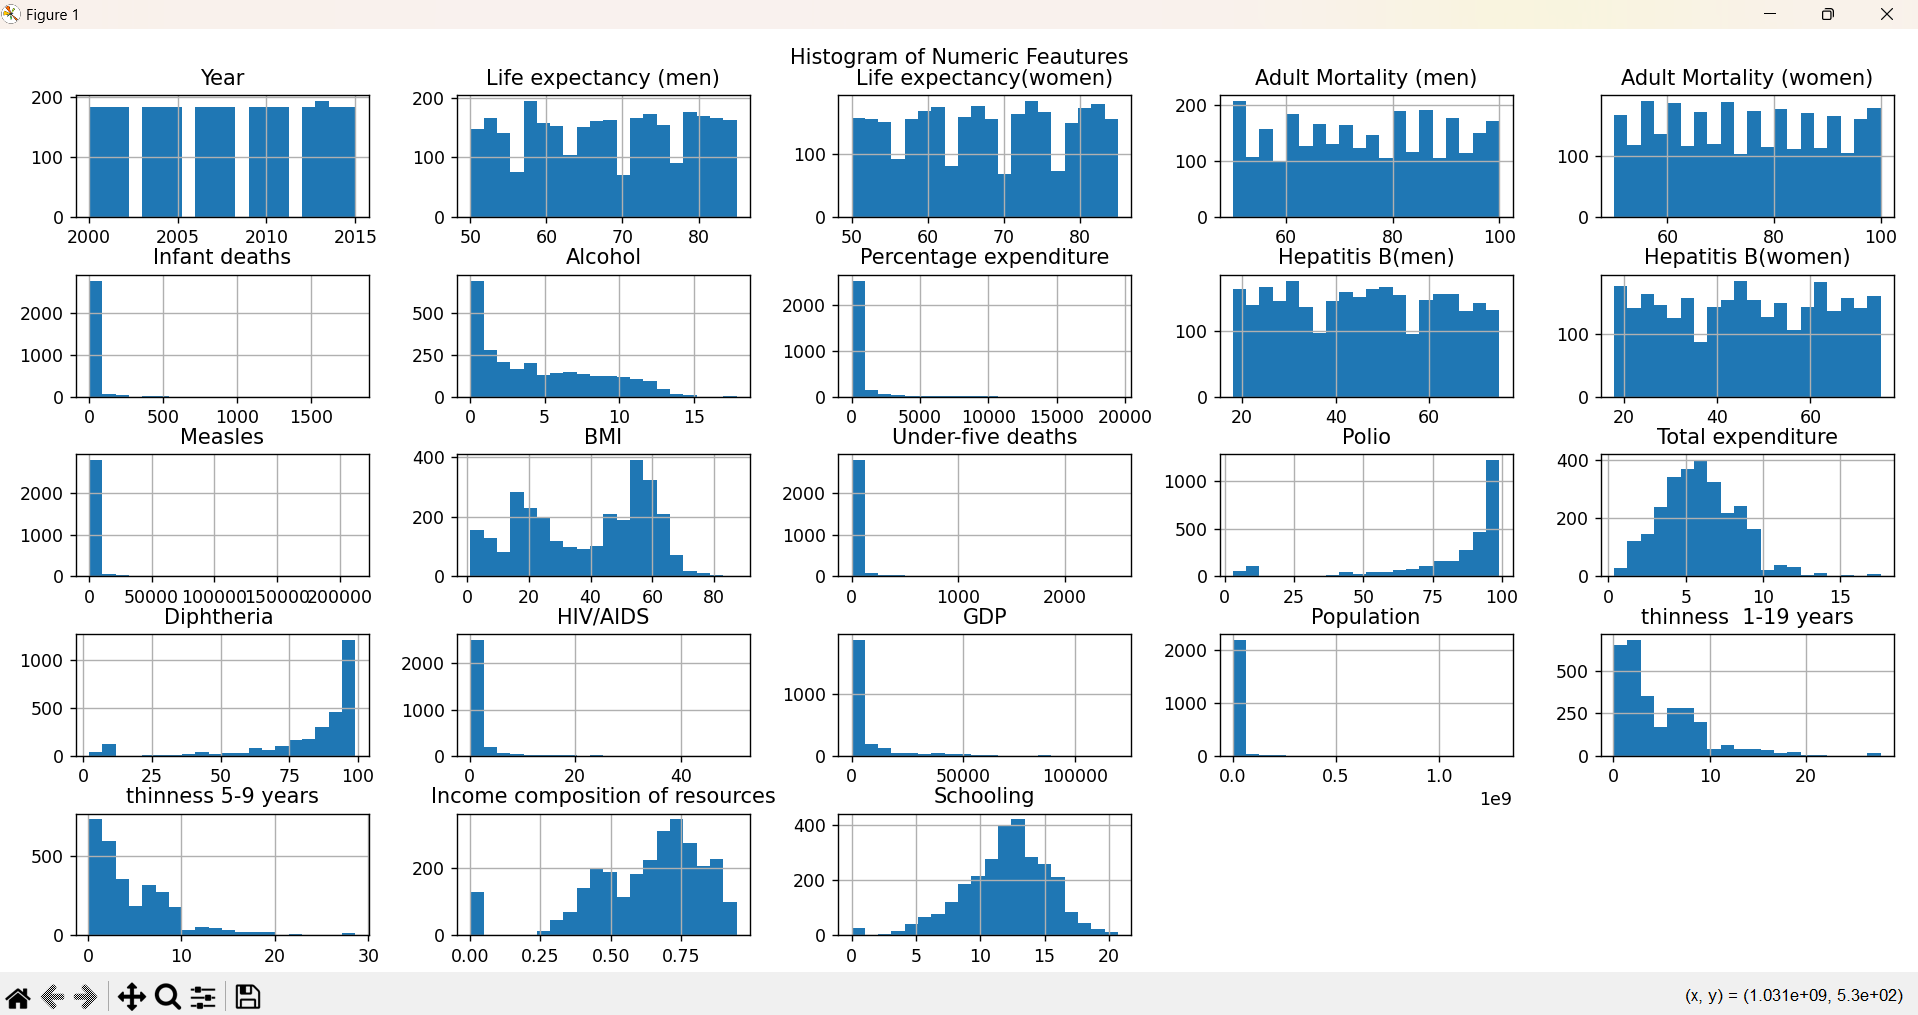 Figure 1
Histogram of Numeric Feautures
Year
Life expectancy (men)
Life expectancy(women)
Adult Mortality (men)
Adult Mortality (women)
200
100
0
2000 2005 2010 2015
200
100
0
50 60 70 80
100
0
50 60 70 80
200
100
0
60 80 100
100
0
60 80 100
Infant deaths
Alcohol
Percentage expenditure
Hepatitis B(men)
Hepatitis B(women)
2000
1000
0
0 500 1000 1500
500
250
0
0 5 10 15
2000
1000
0
0 5000 10000 15000 20000
100
0
20 40 60
100
0
20 40 60
Measles
BMI
Under-five deaths
Polio
Total expenditure
2000
1000
0
0 50000 100000 150000 200000
400
200
0
0 20 40 60 80
2000
1000
0
0 1000 2000
1000
500
0
0 25 50 75 100
400
200
0
0 5 10 15
Diphtheria
HIV/AIDS
GDP
Population
thinness  1-19 years
1000
500
0
0 25 50 75 100
2000
1000
0
0 20 40
1000
0
0 50000 100000
2000
1000
0
0.0 0.5 1.0
1e9
500
250
0
0 10 20
thinness 5-9 years
Income composition of resources
Schooling
500
0
0 10 20 30
200
0
0.00 0.25 0.50 0.75
400
200
0
0 5 10 15 20
(x, y) = (1.031e+09, 5.3e+02)